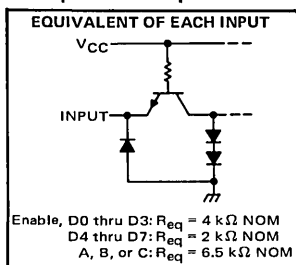 EQUIVALENT OF EACH INPUT
VCC
INPUT
Enable, D0 thru D3: Req = 4 kΩ NOM
D4 thru D7: Req = 2 kΩ NOM
A, B, or C: Req = 6.5 kΩ NOM